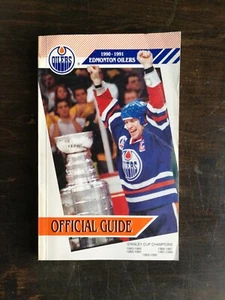 OILERS
1990 - 1991
EDMONTON OILERS
OFFICIAL GUIDE
STANLEY CUP CHAMPIONS